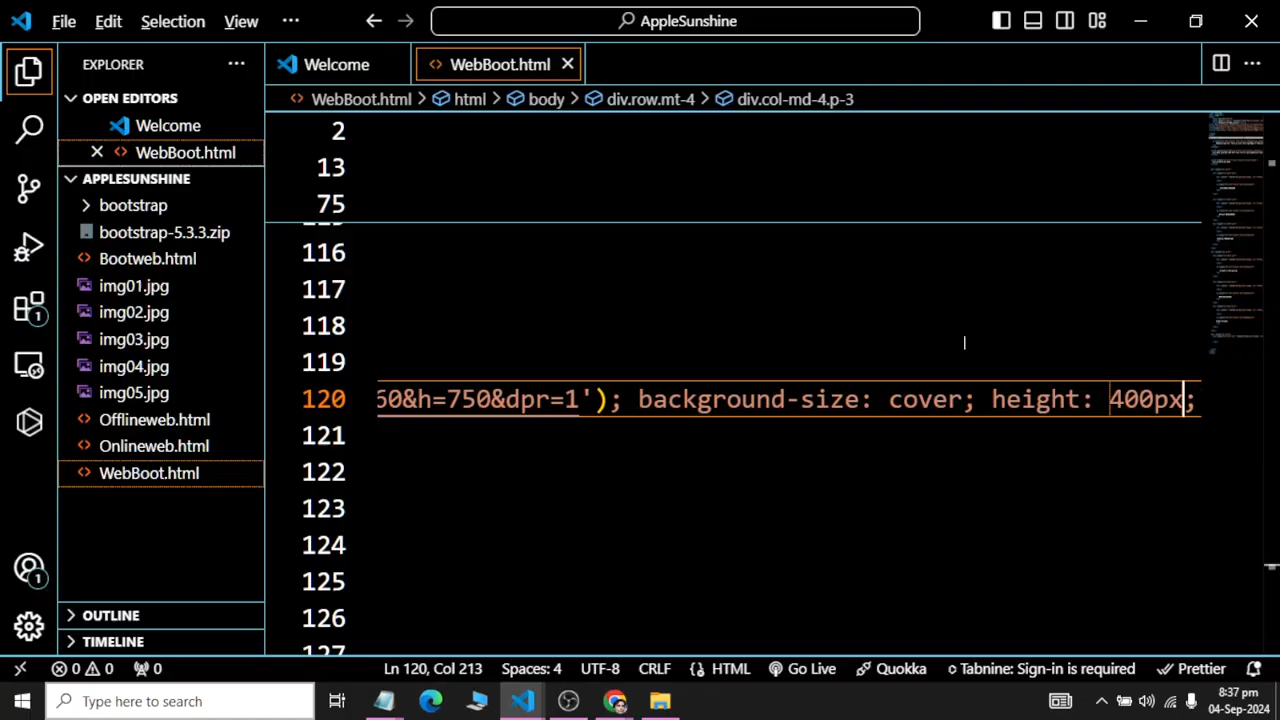 File Edit Selection View ··· AppleSunshine
EXPLORER ···
Welcome
WebBoot.html
OPEN EDITORS
WebBoot.html > html > body > div.row.mt-4 > div.col-md-4.p-3
Welcome
WebBoot.html
APPLESUNSHINE
bootstrap
bootstrap-5.3.3.zip
Bootweb.html
img01.jpg
img02.jpg
img03.jpg
img04.jpg
img05.jpg
Offlineweb.html
Onlineweb.html
WebBoot.html
OUTLINE
TIMELINE
2
13
75
116
117
118
119
120 60&h=750&dpr=1'); background-size: cover; height: 400px;
121
122
123
124
125
126
127
1
1
0 0 0 Ln 120, Col 213 Spaces: 4 UTF-8 CRLF HTML Go Live Quokka Tabnine: Sign-in is required Prettier
Type here to search
8:37 pm
04-Sep-2024